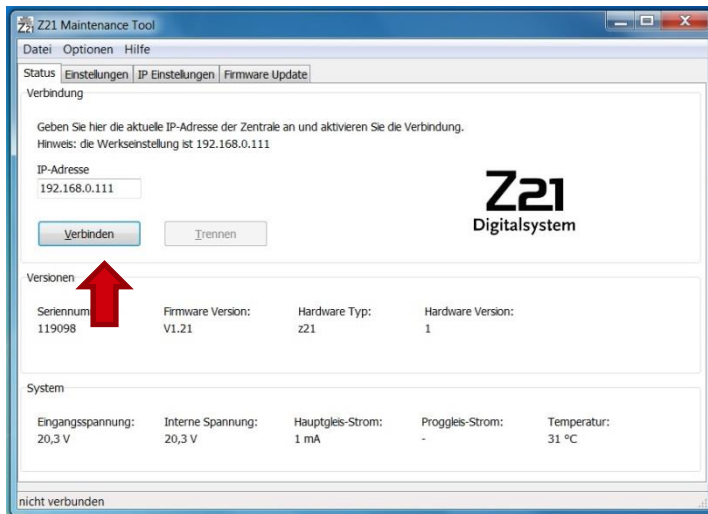 Z21 Maintenance Tool
Datei Optionen Hilfe
Status Einstellungen IP Einstellungen Firmware Update
Verbindung
Geben Sie hier die aktuelle IP-Adresse der Zentrale an und aktivieren Sie die Verbindung.
Hinweis: die Werkseinstellung ist 192.168.0.111
IP-Adresse
192.168.0.111
Verbinden Trennen
Z21
Digitalsystem
Versionen
Firmware Version: Hardware Typ: Hardware Version:
119098 V1.21 z21 1
System
Eingangsspannung: Interne Spannung: Hauptgleis-Strom: Proggleis-Strom: Temperatur:
20,3 V 20,3 V 1 mA - 31 °C
nicht verbunden